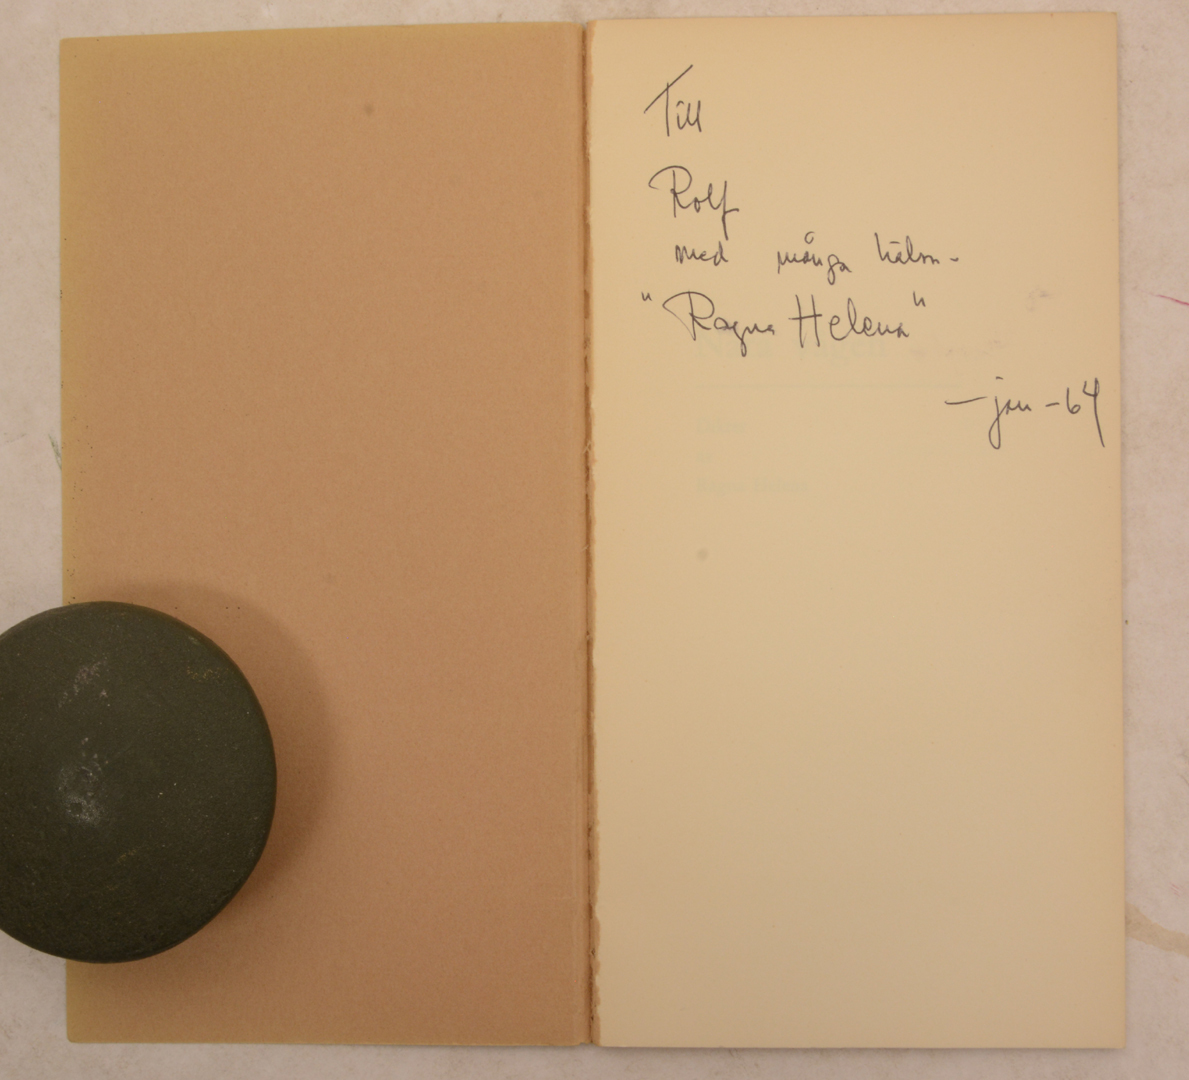 Till
Rolf
med många hälsn-
"Ragna Helena"
– jan -64